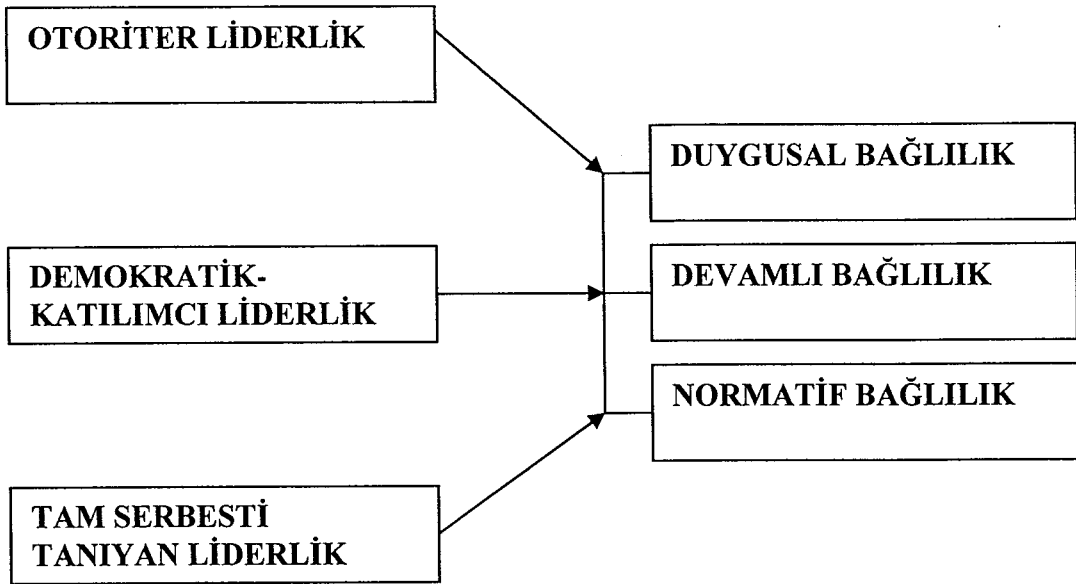 OTORİTER LİDERLİK
DUYGUSAL BAĞLILIK
DEMOKRATİK-
KATILIMCI LİDERLİK
DEVAMLI BAĞLILIK
NORMATİF BAĞLILIK
TAM SERBESTİ
TANIYAN LİDERLİK